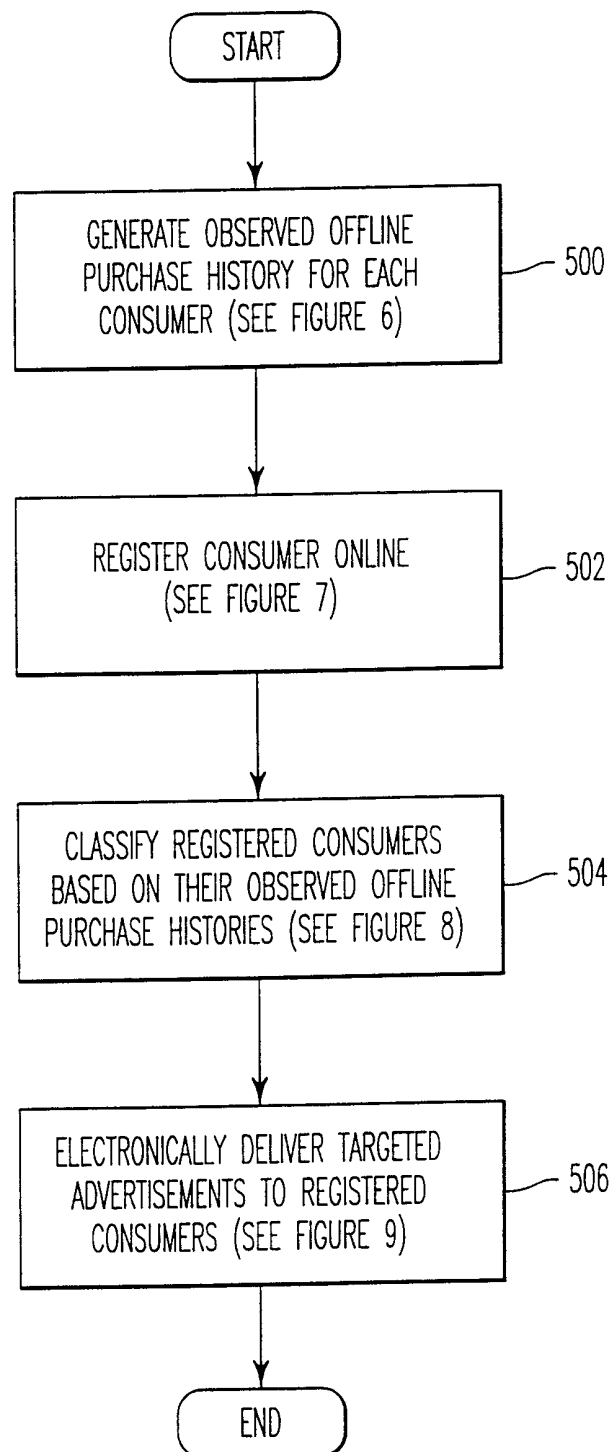 START
GENERATE OBSERVED OFFLINE
PURCHASE HISTORY FOR EACH
CONSUMER (SEE FIGURE 6)
500
REGISTER CONSUMER ONLINE
(SEE FIGURE 7)
502
CLASSIFY REGISTERED CONSUMERS
BASED ON THEIR OBSERVED OFFLINE
PURCHASE HISTORIES (SEE FIGURE 8)
504
ELECTRONICALLY DELIVER TARGETED
ADVERTISEMENTS TO REGISTERED
CONSUMERS (SEE FIGURE 9)
506
END